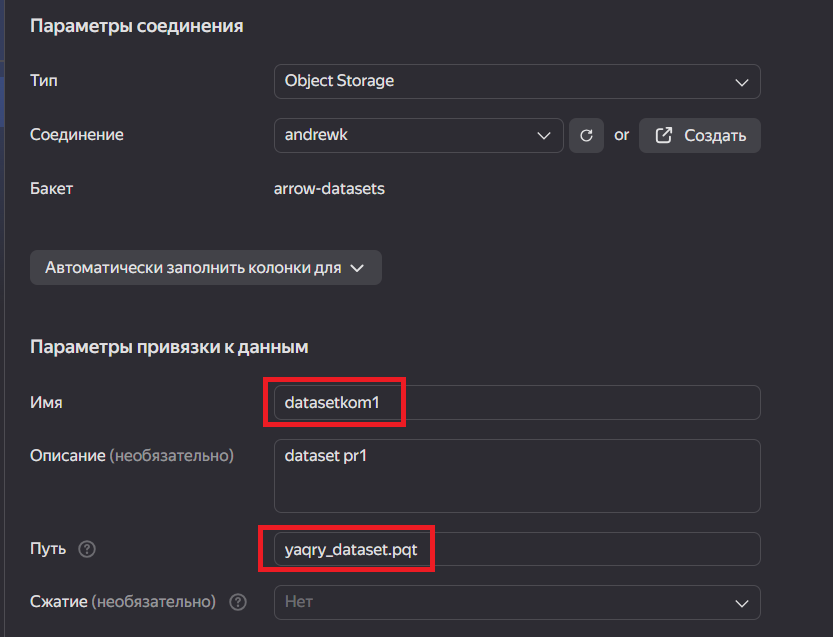 Параметры соединения
Тип
Object Storage
Соединение
andrewk
or
Создать
Бакет
arrow-datasets
Автоматически заполнить колонки для
Параметры привязки к данным
Имя
datasetkom1
Описание (необязательно)
dataset pr1
Путь ?
yaqry_dataset.pqt
Сжатие (необязательно) ?
Нет